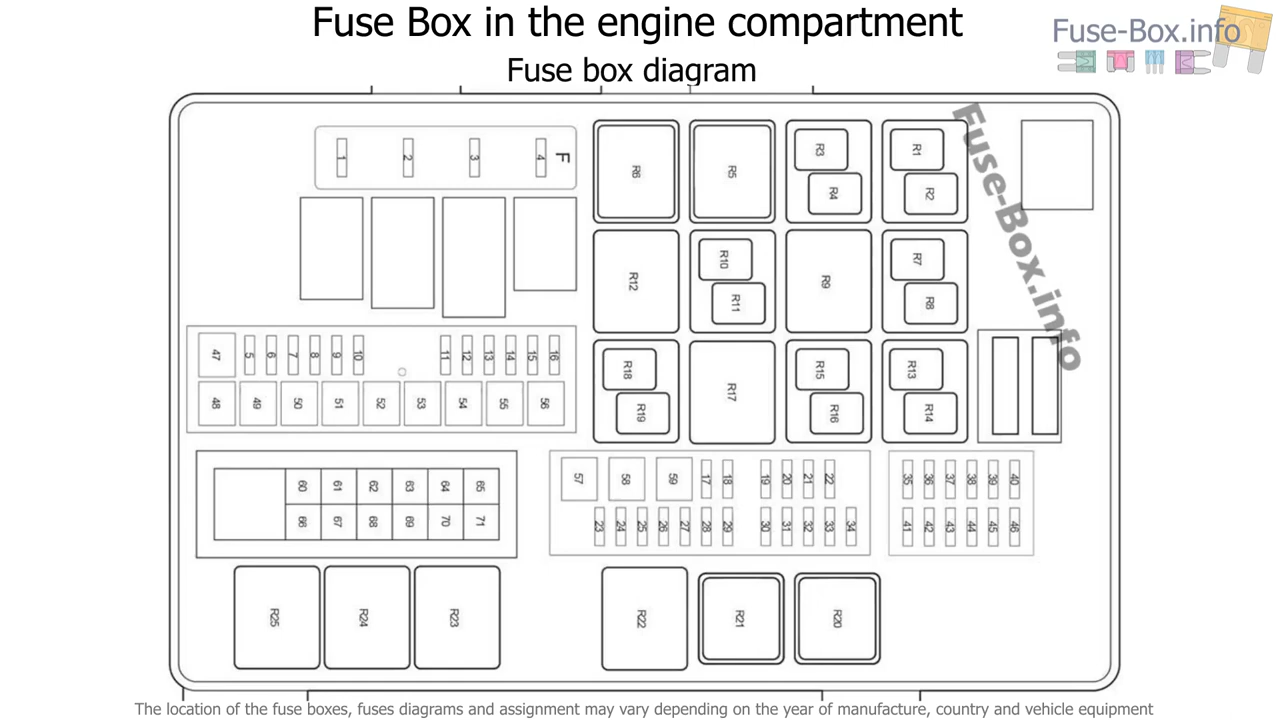 Fuse Box in the engine compartment
Fuse-Box.info
Fuse box diagram
1 2 3 4 F
R6 R5 R3 R1
R4 R2
Fuse-Box.info
R12 R10 R9 R7
R11 R8
47 5 6 7 8 9 10 11 12 13 14 15 16
R18 R17 R15 R13
48 49 50 51 52 53 54 55 56
R19 R16 R14
60 61 62 63 64 65
57 58 59 17 18 19 20 21 22
35 36 37 38 39 40
66 67 68 69 70 71
23 24 25 26 27 28 29 30 31 32 33 34
41 42 43 44 45 46
R25 R24 R23 R22 R21 R20
The location of the fuse boxes, fuses diagrams and assignment may vary depending on the year of manufacture, country and vehicle equipment